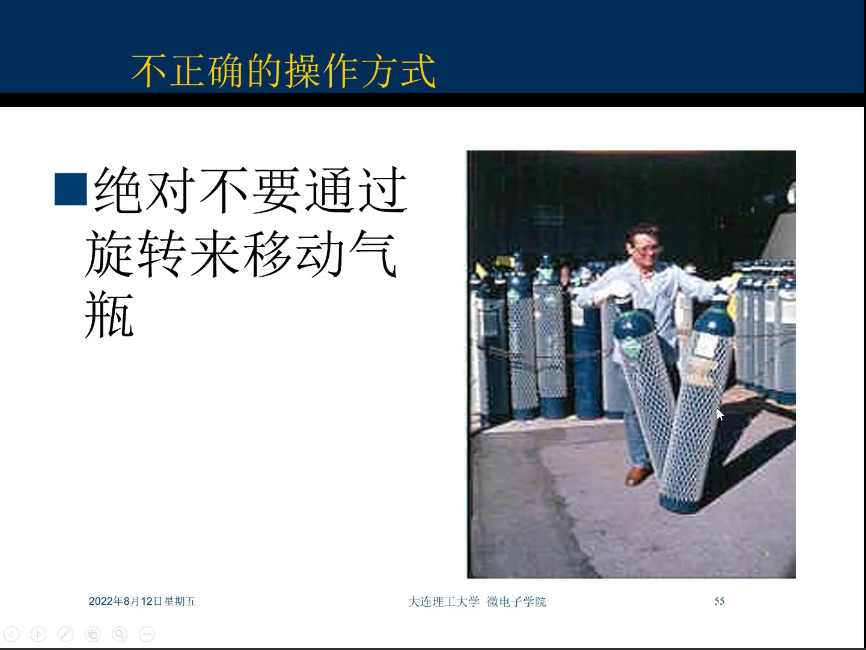 不正确的操作方式
■绝对不要通过
旋转来移动气
瓶
2022年8月12日星期五
大连理工大学 微电子学院
55